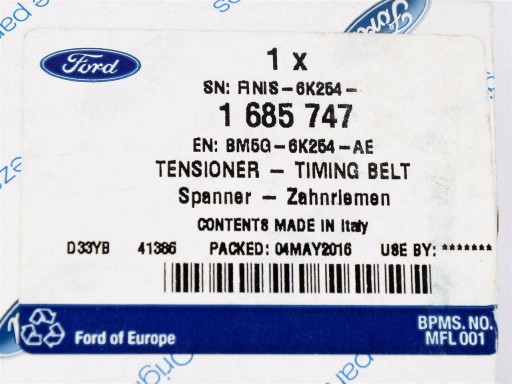 Ford
1 x
SN: FINIS-6K254-
1 685 747
EN: BM5G-6K254-AE
TENSIONER - TIMING BELT
Spanner - Zahnriemen
CONTENTS MADE IN Italy
D33YB 41386 PACKED: 04MAY2016 USE BY: *******
Ford of Europe
BPMS. NO.
MFL 001